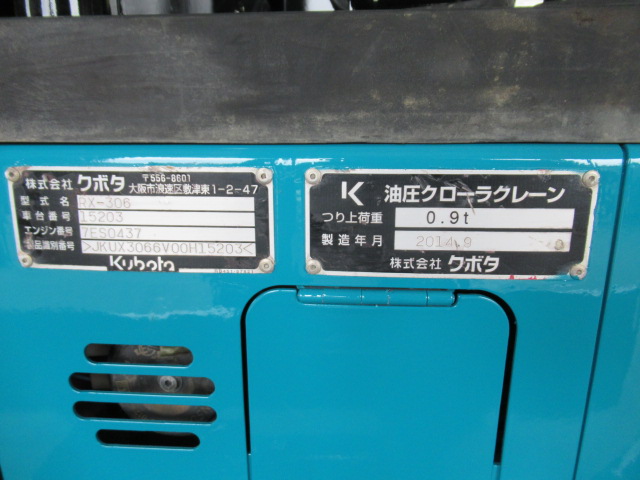 株式会社 クボタ 〒556-8601
大阪市浪速区敷津東1-2-47
型式名 RX-306
車台番号 15203
エンジン番号 7ES0437
製品識別番号 >JKUX3066V00H15203<
Kubota
K 油圧クローラクレーン
つり上荷重 0.9t
製造年月 2014.9
株式会社 クボタ